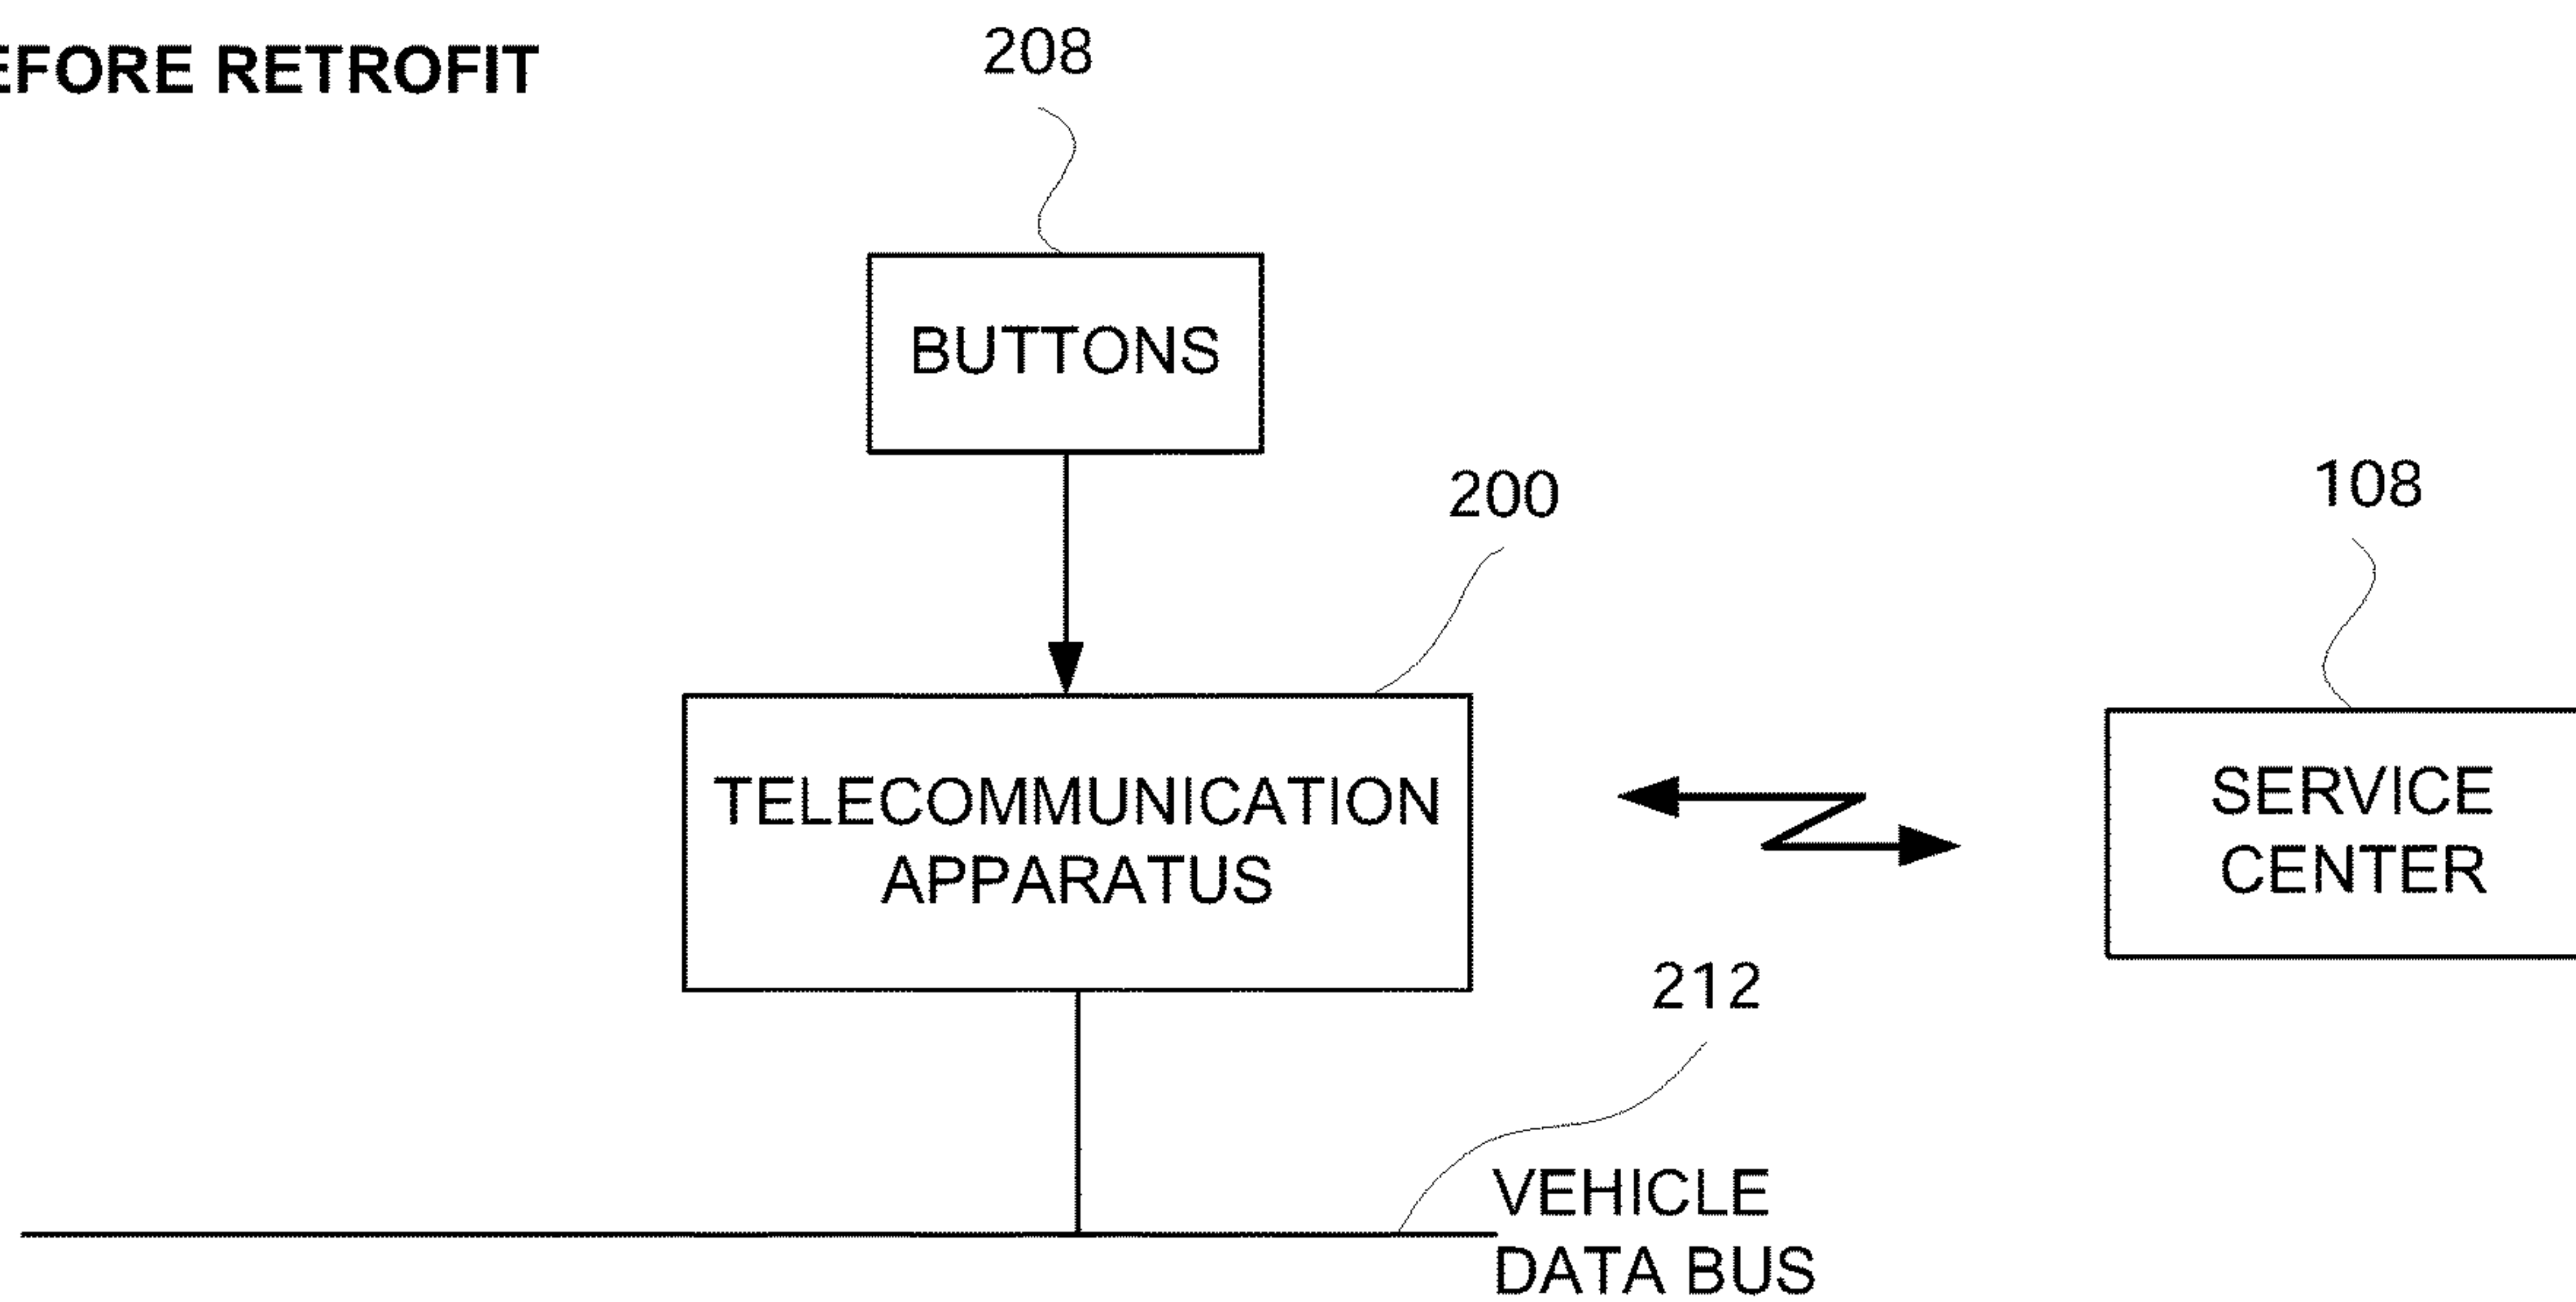 EFORE RETROFIT
208
BUTTONS
200
108
TELECOMMUNICATION
APPARATUS
SERVICE
CENTER
212
VEHICLE
DATA BUS